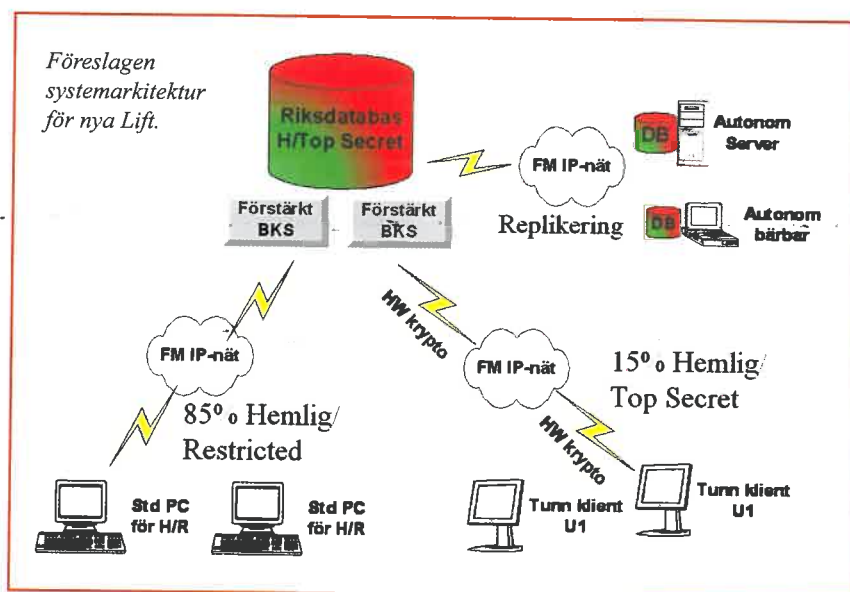 Föreslagen
systemarkitektur
för nya Lift.
Riksdatabas
H/Top Secret
DB
Autonom
Server
FM IP-nät
Förstärkt
BKS
Förstärkt
BKS
Replikering
DB
Autonom
bärbar
HW krypto
FM IP-nät
FM IP-nät
15% Hemlig/
Top Secret
85% Hemlig/
Restricted
HW krypto
Std PC
för H/R
Std PC
för H/R
Tunn klient
U1
Tunn klient
U1